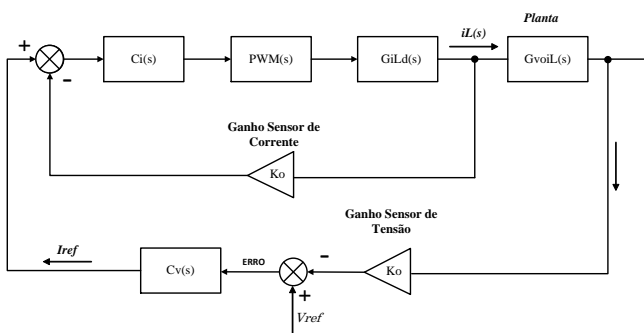 Planta
iL(s)
+
Ci(s)
PWM(s)
GiLd(s)
GvoiL(s)
-
Ganho Sensor de
Corrente
Ko
Ganho Sensor de
Tensão
Iref
Cv(s)
ERRO
-
Ko
+
Vref